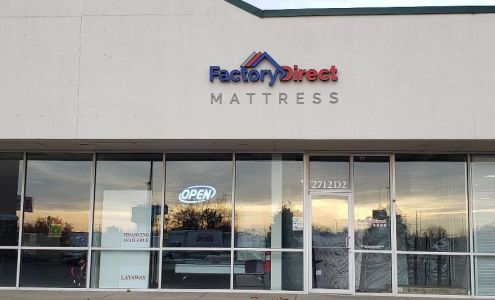 FactoryDirect
MATTRESS
OPEN
2712D2
FINANCING
AVAILABLE
LAYAWAY